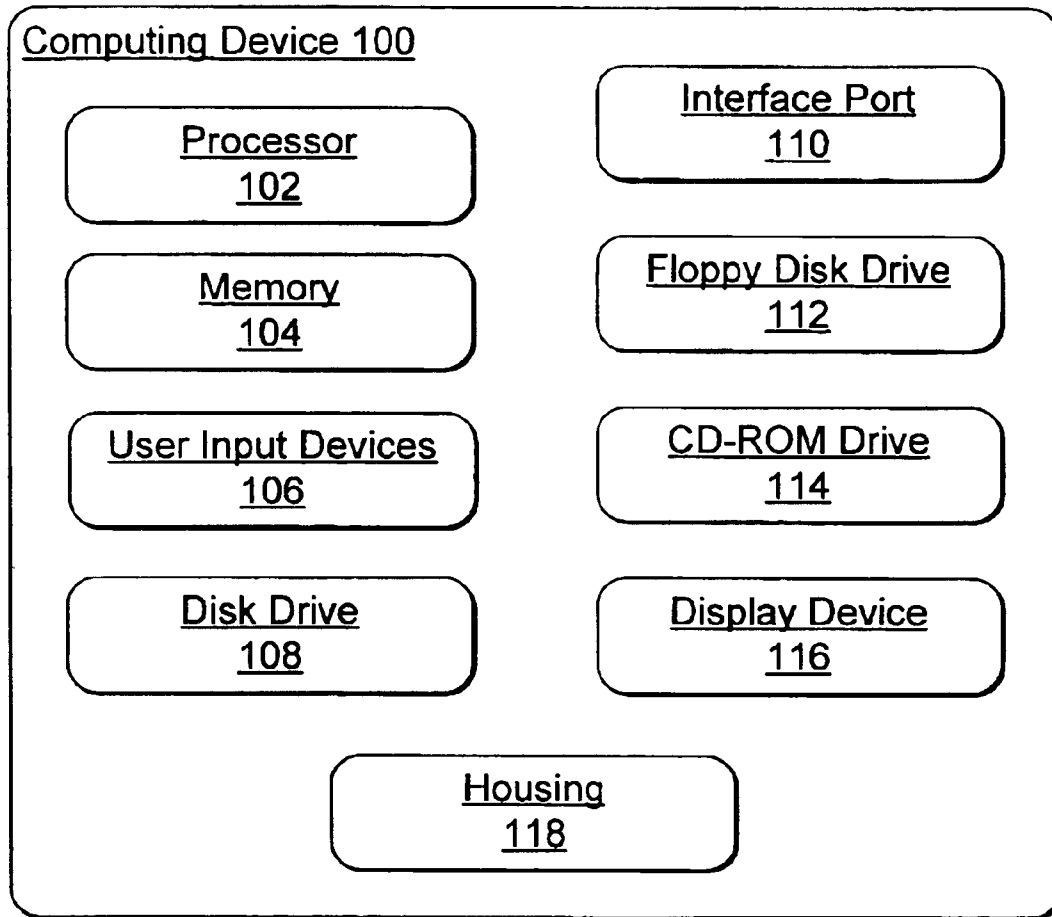 Computing Device 100
Processor
102
Memory
104
User Input Devices
106
Disk Drive
108
Interface Port
110
Floppy Disk Drive
112
CD-ROM Drive
114
Display Device
116
Housing
118